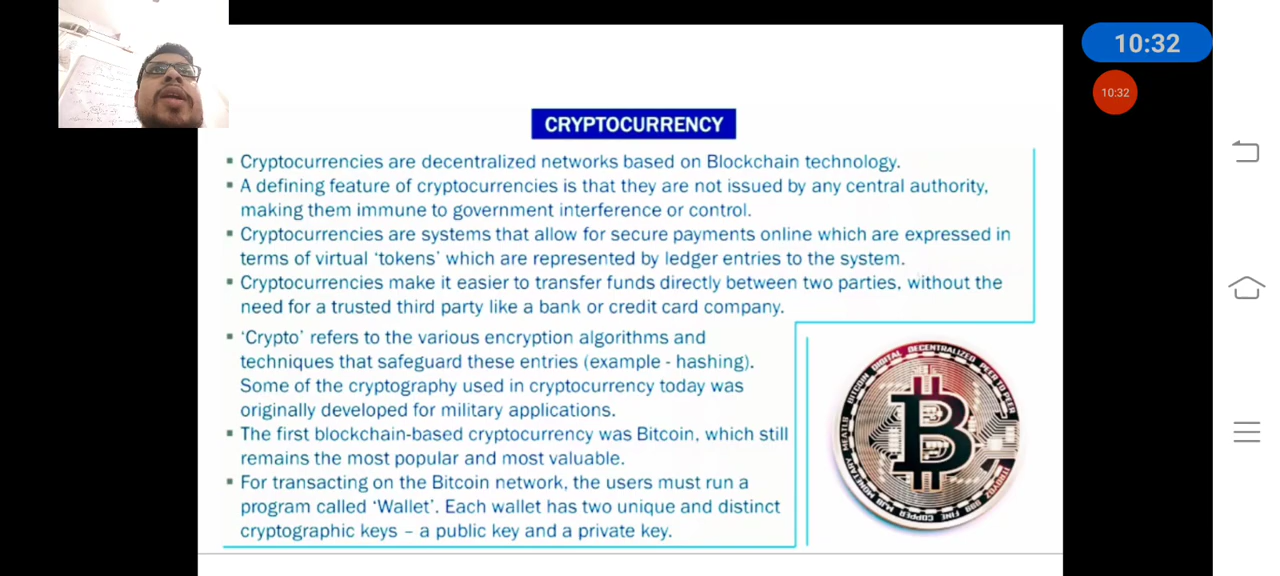 10:32
10:32
CRYPTOCURRENCY
▪ Cryptocurrencies are decentralized networks based on Blockchain technology.
▪ A defining feature of cryptocurrencies is that they are not issued by any central authority,
making them immune to government interference or control.
▪ Cryptocurrencies are systems that allow for secure payments online which are expressed in
terms of virtual ‘tokens’ which are represented by ledger entries to the system.
▪ Cryptocurrencies make it easier to transfer funds directly between two parties, without the
need for a trusted third party like a bank or credit card company.
▪ ‘Crypto’ refers to the various encryption algorithms and
techniques that safeguard these entries (example - hashing).
Some of the cryptography used in cryptocurrency today was
originally developed for military applications.
▪ The first blockchain-based cryptocurrency was Bitcoin, which still
remains the most popular and most valuable.
▪ For transacting on the Bitcoin network, the users must run a
program called ‘Wallet’. Each wallet has two unique and distinct
cryptographic keys – a public key and a private key.
BITCOIN DIGITAL DECENTRALIZED PEER TO PEER